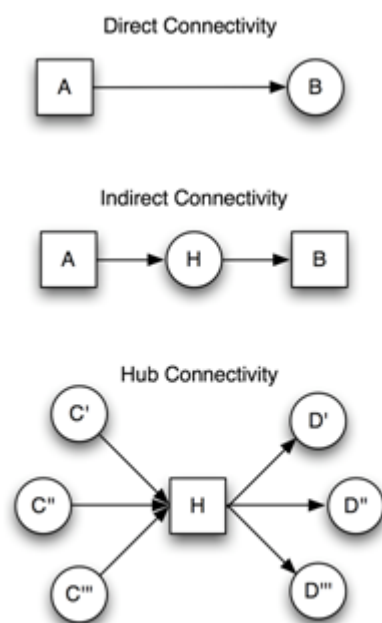 Direct Connectivity
A
B
Indirect Connectivity
A
H
B
Hub Connectivity
C'
D'
C"
H
D"
C'"
D'"